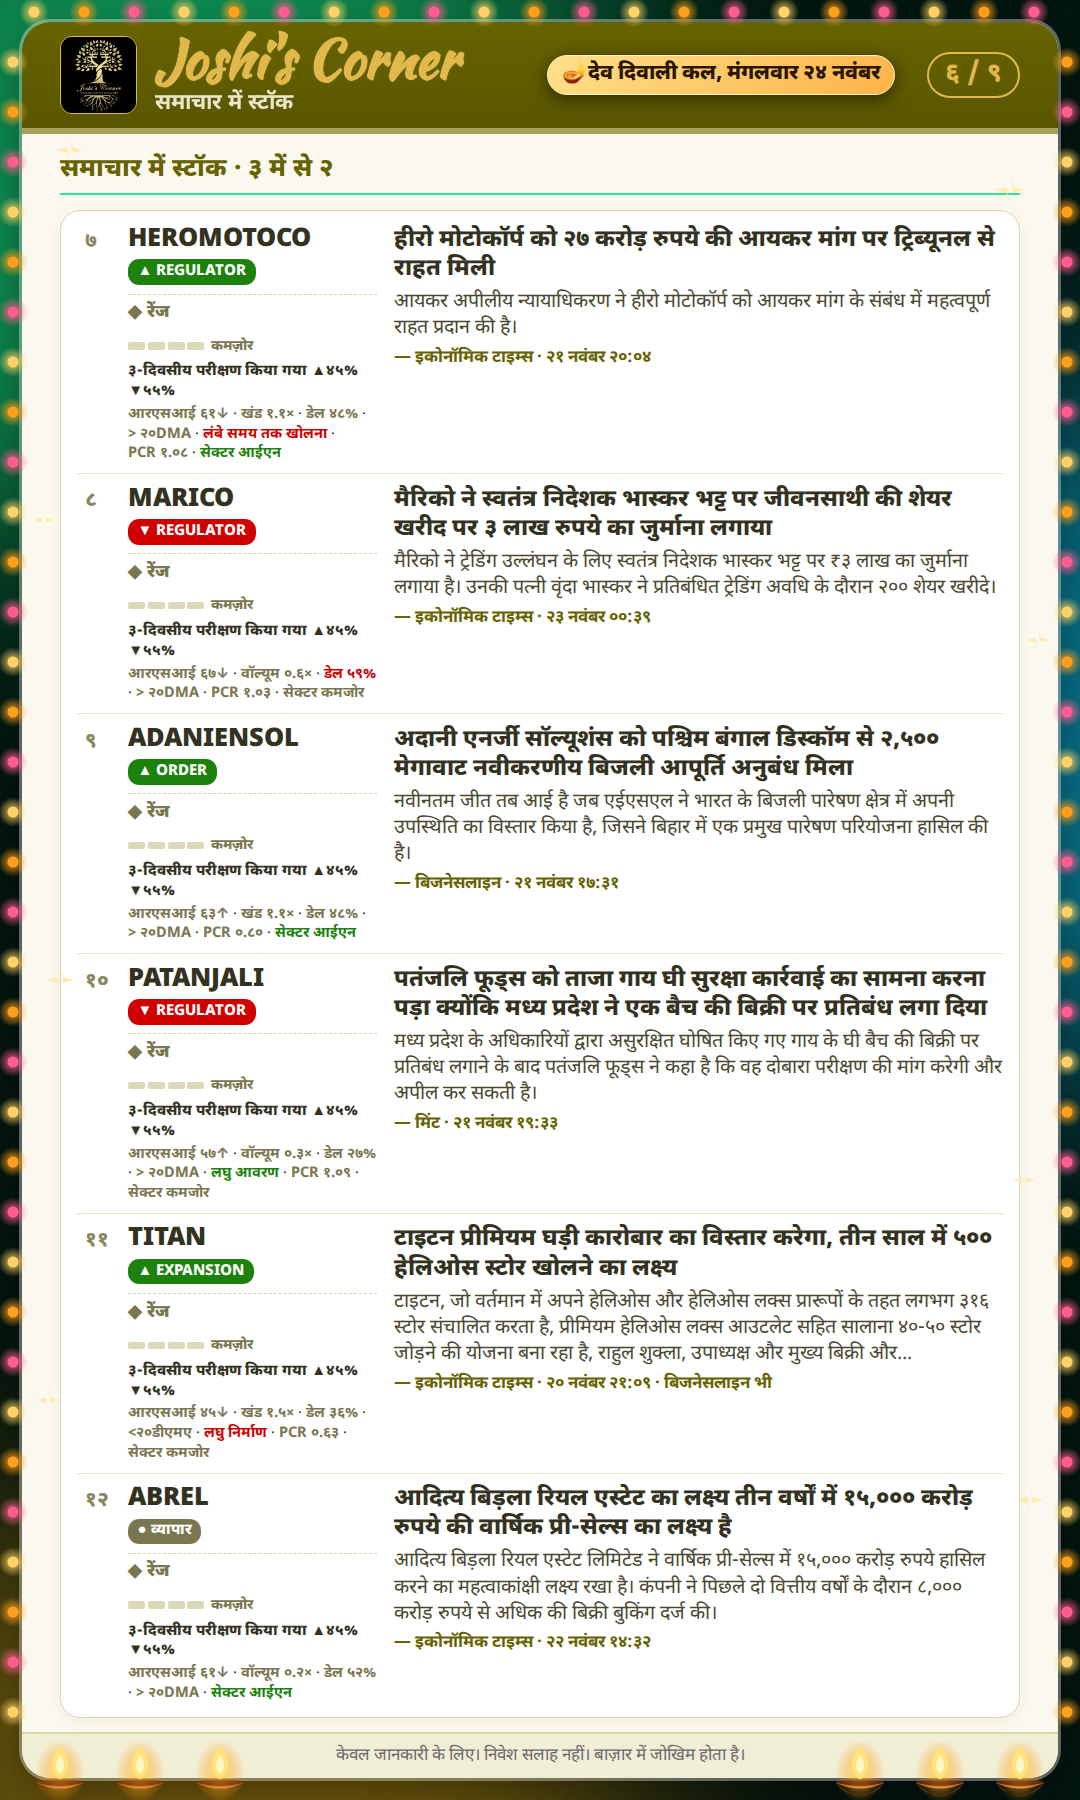 Joshi's Corner
Joshi's Corner
समाचार में स्टॉक
देव दिवाली कल, मंगलवार २४ नवंबर
६ / ९
समाचार में स्टॉक · ३ में से २
७
HEROMOTOCO
▲ REGULATOR
◆ रेंज
कमज़ोर
३-दिवसीय परीक्षण किया गया ▲४५%
▼५५%
आरएसआई ६१↓ · खंड १.१× · डेल ४८% ·
> २०DMA · लंबे समय तक खोलना ·
PCR १.०८ · सेक्टर आईएन
हीरो मोटोकॉर्प को २७ करोड़ रुपये की आयकर मांग पर ट्रिब्यूनल से
राहत मिली
आयकर अपीलीय न्यायाधिकरण ने हीरो मोटोकॉर्प को आयकर मांग के संबंध में महत्वपूर्ण
राहत प्रदान की है।
— इकोनॉमिक टाइम्स · २१ नवंबर २०:०४
८
MARICO
▼ REGULATOR
◆ रेंज
कमज़ोर
३-दिवसीय परीक्षण किया गया ▲४५%
▼५५%
आरएसआई ६७↓ · वॉल्यूम ०.६× · डेल ५९%
· > २०DMA · PCR १.०३ · सेक्टर कमजोर
मैरिको ने स्वतंत्र निदेशक भास्कर भट्ट पर जीवनसाथी की शेयर
खरीद पर ३ लाख रुपये का जुर्माना लगाया
मैरिको ने ट्रेडिंग उल्लंघन के लिए स्वतंत्र निदेशक भास्कर भट्ट पर ₹३ लाख का जुर्माना
लगाया है। उनकी पत्नी वृंदा भास्कर ने प्रतिबंधित ट्रेडिंग अवधि के दौरान २०० शेयर खरीदे।
— इकोनॉमिक टाइम्स · २३ नवंबर ००:३९
९
ADANIENSOL
▲ ORDER
◆ रेंज
कमज़ोर
३-दिवसीय परीक्षण किया गया ▲४५%
▼५५%
आरएसआई ६३↑ · खंड १.१× · डेल ४८% ·
> २०DMA · PCR ०.८० · सेक्टर आईएन
अदानी एनर्जी सॉल्यूशंस को पश्चिम बंगाल डिस्कॉम से २,५००
मेगावाट नवीकरणीय बिजली आपूर्ति अनुबंध मिला
नवीनतम जीत तब आई है जब एईएसएल ने भारत के बिजली पारेषण क्षेत्र में अपनी
उपस्थिति का विस्तार किया है, जिसने बिहार में एक प्रमुख पारेषण परियोजना हासिल की
है।
— बिजनेसलाइन · २१ नवंबर १७:३१
१०
PATANJALI
▼ REGULATOR
◆ रेंज
कमज़ोर
३-दिवसीय परीक्षण किया गया ▲४५%
▼५५%
आरएसआई ५७↑ · वॉल्यूम ०.३× · डेल २७%
· > २०DMA · लघु आवरण · PCR १.०९ ·
सेक्टर कमजोर
पतंजलि फूड्स को ताजा गाय घी सुरक्षा कार्रवाई का सामना करना
पड़ा क्योंकि मध्य प्रदेश ने एक बैच की बिक्री पर प्रतिबंध लगा दिया
मध्य प्रदेश के अधिकारियों द्वारा असुरक्षित घोषित किए गए गाय के घी बैच की बिक्री पर
प्रतिबंध लगाने के बाद पतंजलि फूड्स ने कहा है कि वह दोबारा परीक्षण की मांग करेगी और
अपील कर सकती है।
— मिंट · २१ नवंबर १९:३३
११
TITAN
▲ EXPANSION
◆ रेंज
कमज़ोर
३-दिवसीय परीक्षण किया गया ▲४५%
▼५५%
आरएसआई ४५↓ · खंड १.५× · डेल ३६% ·
<२०डीएमए · लघु निर्माण · PCR ०.६३ ·
सेक्टर कमजोर
टाइटन प्रीमियम घड़ी कारोबार का विस्तार करेगा, तीन साल में ५००
हेलिओस स्टोर खोलने का लक्ष्य
टाइटन, जो वर्तमान में अपने हेलिओस और हेलिओस लक्स प्रारूपों के तहत लगभग ३१६
स्टोर संचालित करता है, प्रीमियम हेलिओस लक्स आउटलेट सहित सालाना ४०-५० स्टोर
जोड़ने की योजना बना रहा है, राहुल शुक्ला, उपाध्यक्ष और मुख्य बिक्री और...
— इकोनॉमिक टाइम्स · २० नवंबर २१:०९ · बिजनेसलाइन भी
१२
ABREL
● व्यापार
◆ रेंज
कमज़ोर
३-दिवसीय परीक्षण किया गया ▲४५%
▼५५%
आरएसआई ६१↓ · वॉल्यूम ०.२× · डेल ५२%
· > २०DMA · सेक्टर आईएन
आदित्य बिड़ला रियल एस्टेट का लक्ष्य तीन वर्षों में १५,००० करोड़
रुपये की वार्षिक प्री-सेल्स का लक्ष्य है
आदित्य बिड़ला रियल एस्टेट लिमिटेड ने वार्षिक प्री-सेल्स में १५,००० करोड़ रुपये हासिल
करने का महत्वाकांक्षी लक्ष्य रखा है। कंपनी ने पिछले दो वित्तीय वर्षों के दौरान ८,०००
करोड़ रुपये से अधिक की बिक्री बुकिंग दर्ज की।
— इकोनॉमिक टाइम्स · २२ नवंबर १४:३२
केवल जानकारी के लिए। निवेश सलाह नहीं। बाज़ार में जोखिम होता है।